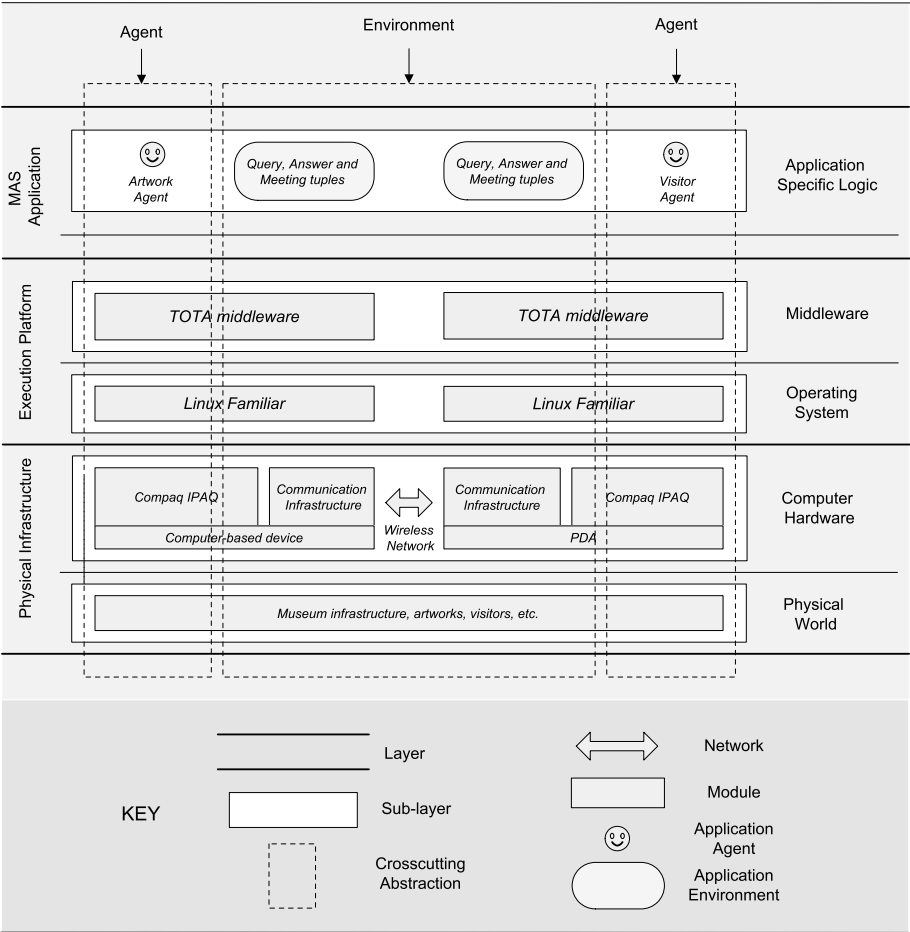 Agent
Environment
Agent
MAS
Application
Artwork
Agent
Query, Answer and
Meeting tuples
Query, Answer and
Meeting tuples
Visitor
Agent
Application
Specific Logic
Execution Platform
TOTA middleware
TOTA middleware
Middleware
Linux Familiar
Linux Familiar
Operating
System
Physical Infrastructure
Compaq IPAQ
Communication
Infrastructure
Computer-based device
Wireless
Network
Communication
Infrastructure
Compaq IPAQ
PDA
Computer
Hardware
Museum infrastructure, artworks, visitors, etc.
Physical
World
KEY
Layer
Sub-layer
Crosscutting
Abstraction
Network
Module
Application
Agent
Application
Environment